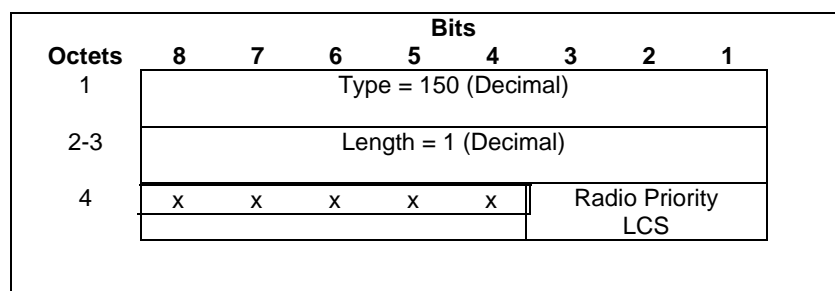 Bits
Octets 8 7 6 5 4 3 2 1
1 Type = 150 (Decimal)
2-3 Length = 1 (Decimal)
4 x x x x x Radio Priority
LCS